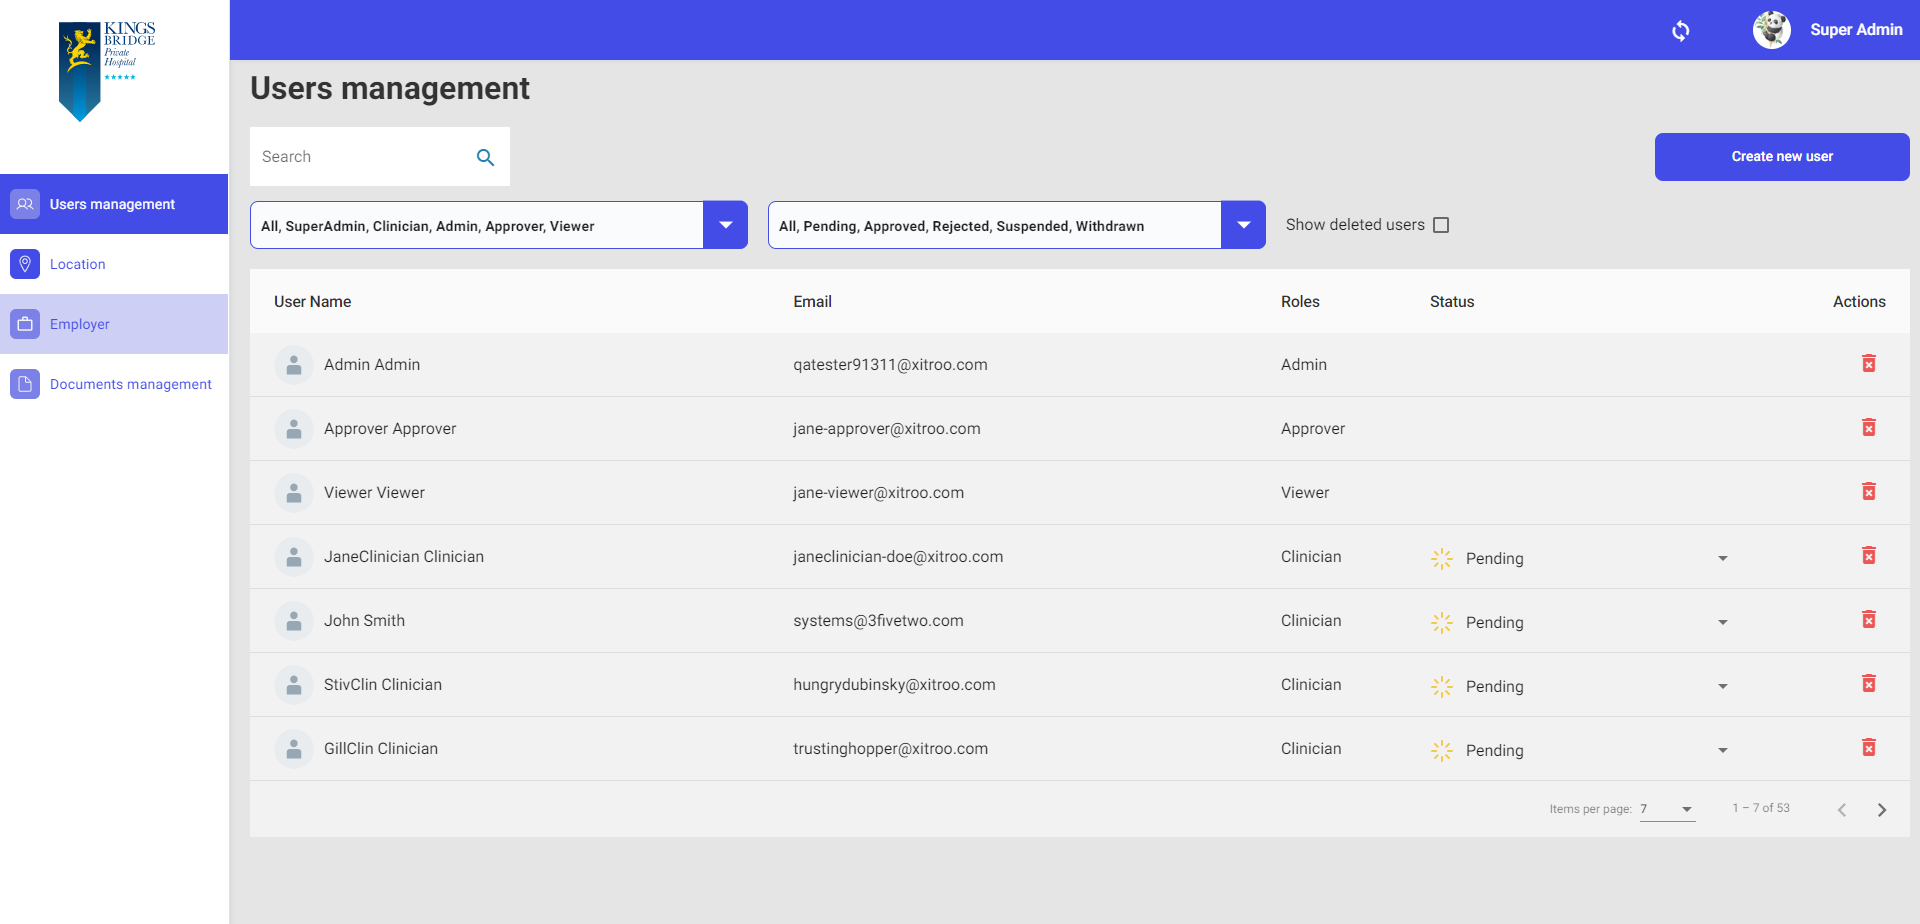 KINGS
BRIDGE
Private
Hospital
Super Admin
Users management
Search
Create new user
Users management
Location
Employer
Documents management
All, SuperAdmin, Clinician, Admin, Approver, Viewer
All, Pending, Approved, Rejected, Suspended, Withdrawn
Show deleted users
User Name Email Roles Status Actions
Admin Admin qatester91311@xitroo.com Admin
Approver Approver jane-approver@xitroo.com Approver
Viewer Viewer jane-viewer@xitroo.com Viewer
JaneClinician Clinician janeclinician-doe@xitroo.com Clinician Pending
John Smith systems@3fivetwo.com Clinician Pending
StivClin Clinician hungrydubinsky@xitroo.com Clinician Pending
GillClin Clinician trustinghopper@xitroo.com Clinician Pending
Items per page: 7 1 – 7 of 53